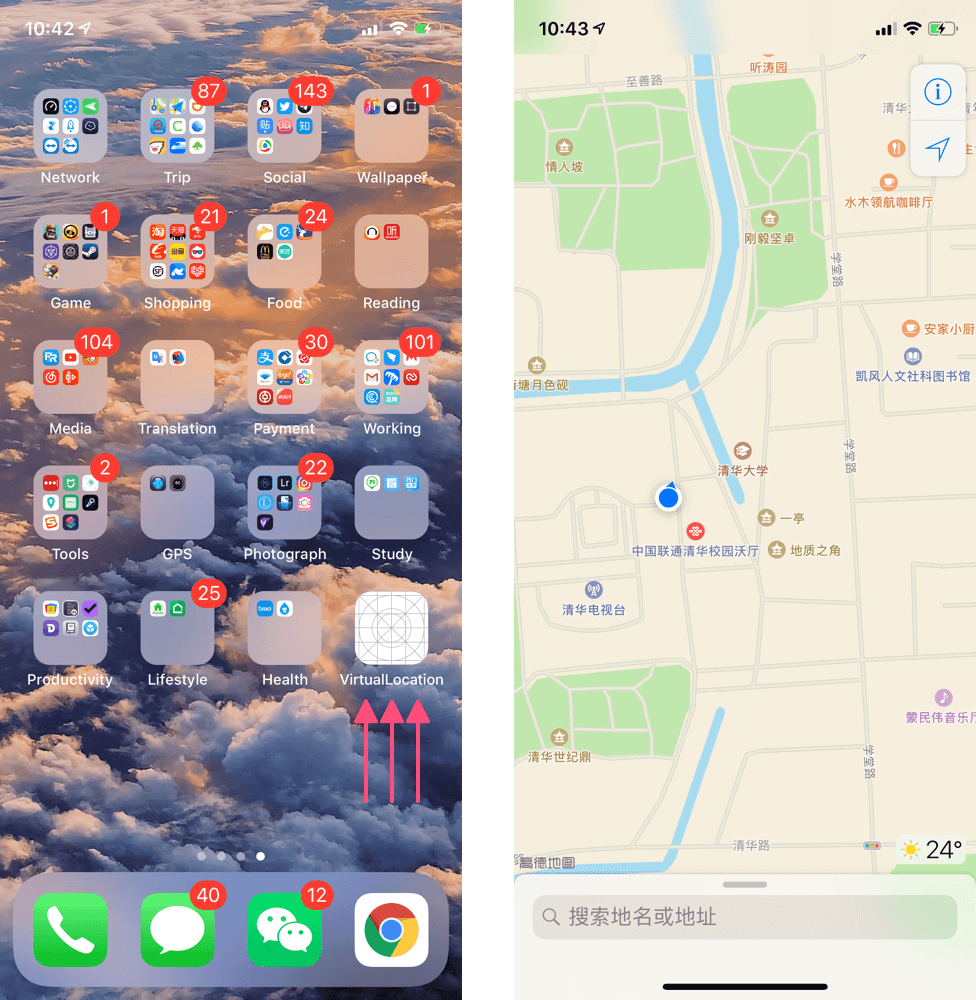 10:42
87
143
1
Network
Trip
Social
Wallpaper
1
21
24
Game
Shopping
Food
Reading
104
30
101
Media
Translation
Payment
Working
2
22
Tools
GPS
Photograph
Study
25
Productivity
Lifestyle
Health
VirtualLocation
40
12
10:43
听涛园
至善路
情人坡
水木领航咖啡厅
刚毅坚卓
学堂路
安家小厨
凯风人文社科图书馆
塘月色砚
清华大学
学堂路
一亭
中国联通清华校园沃厅
地质之角
清华电视台
蒙民伟音乐厅
清华世纪鼎
学堂路
清华路
24°
高德地图
搜索地名或地址